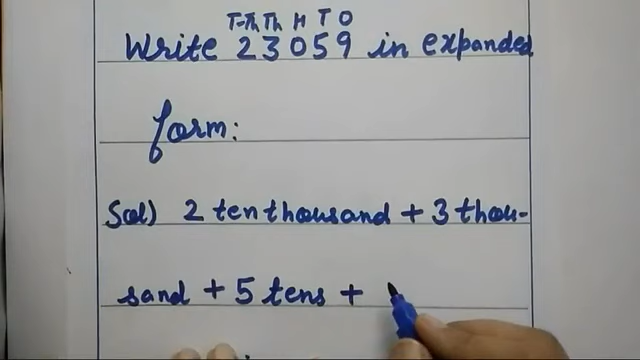 T-Th Th H T O
Write 23059 in expanded
form:
Sol) 2 ten thousand + 3 thou-
sand + 5 tens +